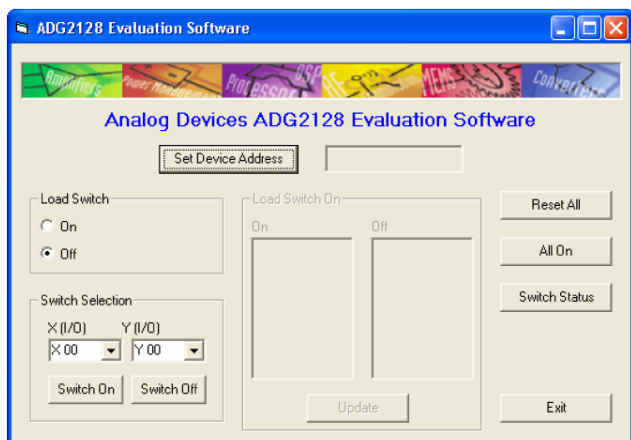 ADG2128 Evaluation Software
Amplifiers Power Management Processors DSP RF MEMS Converters
Analog Devices ADG2128 Evaluation Software
Set Device Address
Load Switch
On
Off
Switch Selection
X (I/O) Y (I/O)
X 00 Y 00
Switch On Switch Off
Load Switch On
On Off
Update
Reset All
All On
Switch Status
Exit